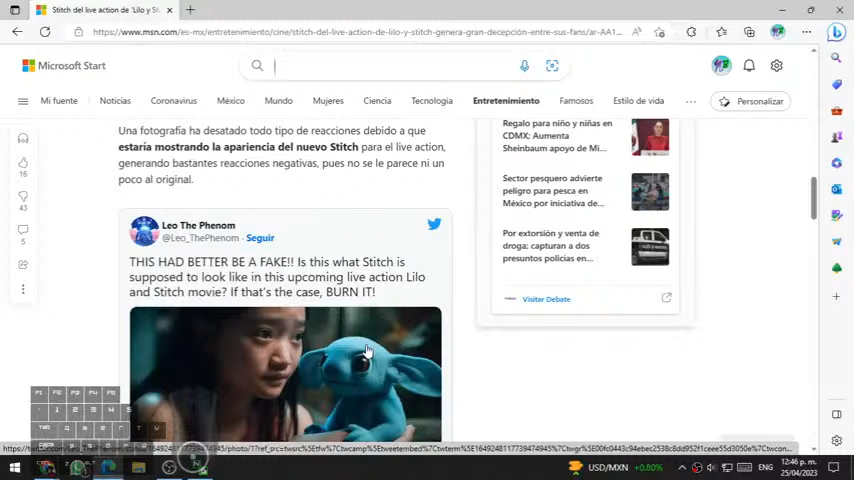 Stitch del live action de 'Lilo y St
https://www.msn.com/es-mx/entretenimiento/cine/stitch-del-live-action-de-lilo-y-stitch-genera-gran-decepción-entre-sus-fans/ar-AA1...
Microsoft Start
Mi fuente
Noticias
Coronavirus
México
Mundo
Mujeres
Ciencia
Tecnología
Entretenimiento
Famosos
Estilo de vida
Personalizar
Una fotografía ha desatado todo tipo de reacciones debido a que
estaría mostrando la apariencia del nuevo Stitch para el live action,
generando bastantes reacciones negativas, pues no se le parece ni un
poco al original.
16
43
5
Leo The Phenom
@Leo_ThePhenom · Seguir
THIS HAD BETTER BE A FAKE!! Is this what Stitch is
supposed to look like in this upcoming live action Lilo
and Stitch movie? If that's the case, BURN IT!
Regalo para niño y niñas en
CDMX; Aumenta
Sheinbaum apoyo de Mi...
Sector pesquero advierte
peligro para pesca en
México por iniciativa de...
Por extorsión y venta de
droga; capturan a dos
presuntos policías en...
Visitar Debate
USD/MXN +0.80%
ENG
12:46 p. m.
25/04/2023